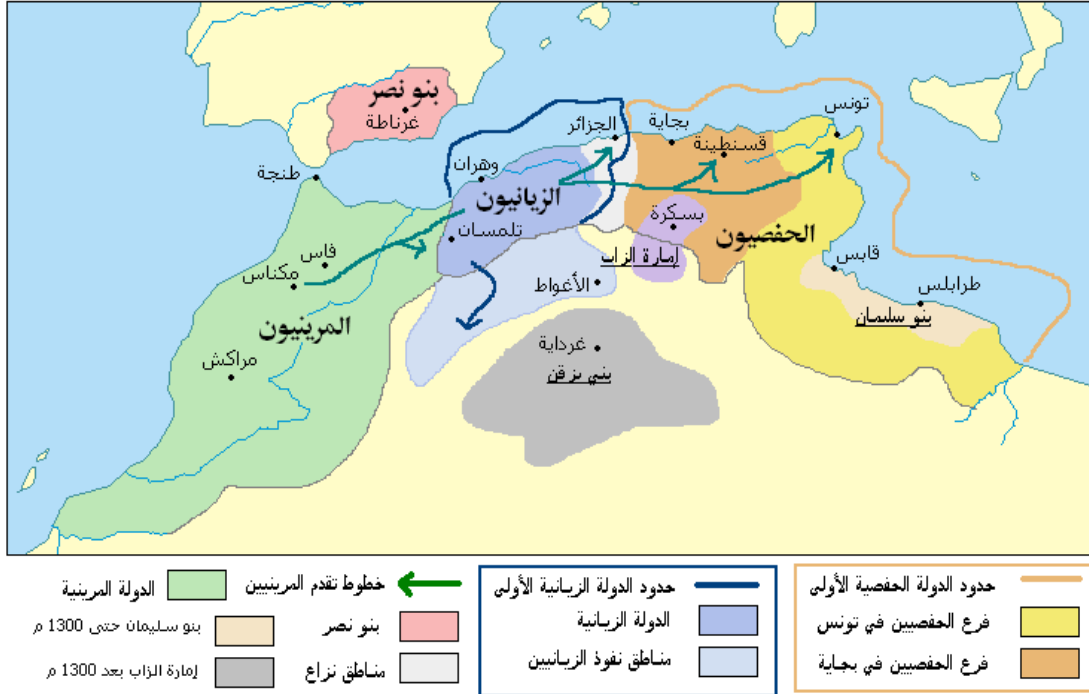 بنو نصر
غرناطة
طنجة
فاس
مكناس
المرينيون
مراكش
وهران
الزيانيون
تلمسان
الجزائر
الأغواط
غرداية
بني يزقن
بجاية
قسنطينة
تونس
بسكرة
إمارة الزاب
الحفصيون
قابس
طرابلس
بنو سليمان
حدود الدولة الحفصية الأولى
فرع الحفصيين في تونس
فرع الحفصيين في بجاية
حدود الدولة الزيانية الأولى
الدولة الزيانية
مناطق نفوذ الزيانيين
خطوط تقدم المرينيين
بنو نصر
مناطق نزاع
الدولة المرينية
بنو سليمان حتى 1300 م
إمارة الزاب بعد 1300 م